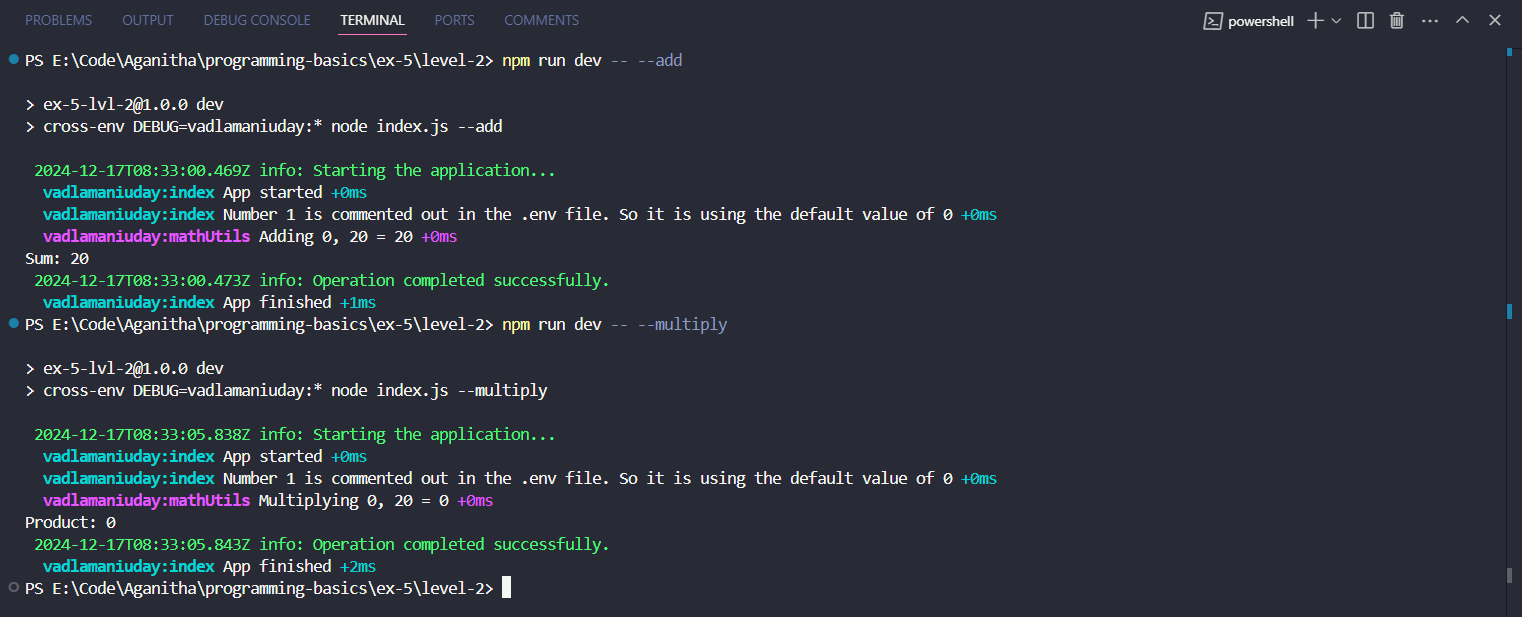 PROBLEMS OUTPUT DEBUG CONSOLE TERMINAL PORTS COMMENTS powershell
PS E:\Code\Aganitha\programming-basics\ex-5\level-2> npm run dev -- --add
> ex-5-lvl-2@1.0.0 dev
> cross-env DEBUG=vadlamaniuday:* node index.js --add
2024-12-17T08:33:00.469Z info: Starting the application...
vadlamaniuday:index App started +0ms
vadlamaniuday:index Number 1 is commented out in the .env file. So it is using the default value of 0 +0ms
vadlamaniuday:mathUtils Adding 0, 20 = 20 +0ms
Sum: 20
2024-12-17T08:33:00.473Z info: Operation completed successfully.
vadlamaniuday:index App finished +1ms
PS E:\Code\Aganitha\programming-basics\ex-5\level-2> npm run dev -- --multiply
> ex-5-lvl-2@1.0.0 dev
> cross-env DEBUG=vadlamaniuday:* node index.js --multiply
2024-12-17T08:33:05.838Z info: Starting the application...
vadlamaniuday:index App started +0ms
vadlamaniuday:index Number 1 is commented out in the .env file. So it is using the default value of 0 +0ms
vadlamaniuday:mathUtils Multiplying 0, 20 = 0 +0ms
Product: 0
2024-12-17T08:33:05.843Z info: Operation completed successfully.
vadlamaniuday:index App finished +2ms
PS E:\Code\Aganitha\programming-basics\ex-5\level-2>